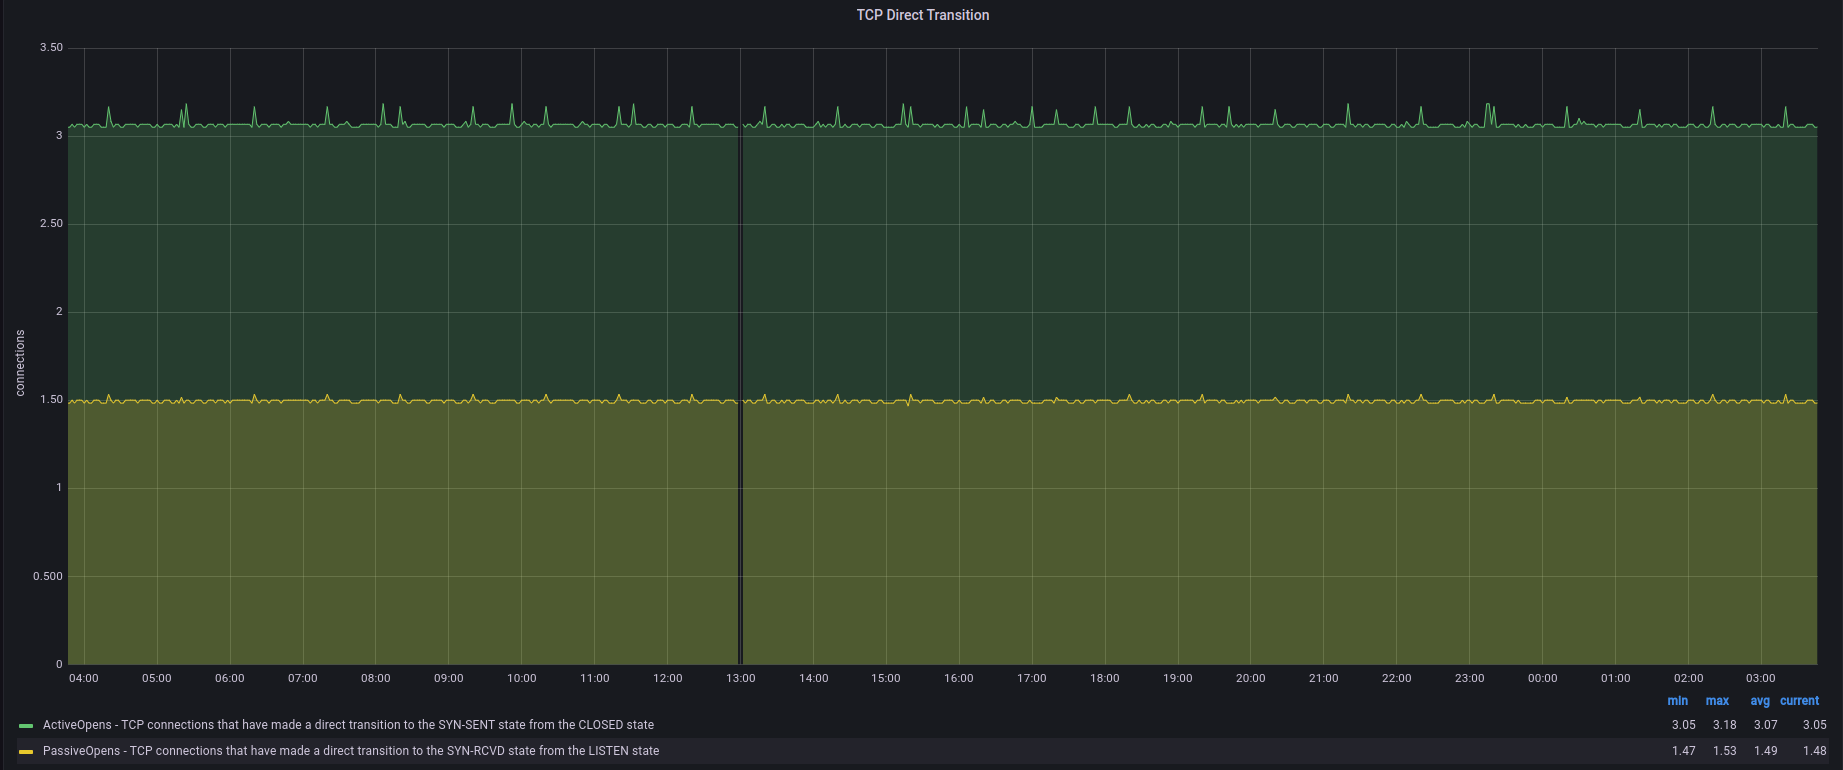 TCP Direct Transition
3.50
3
2.50
2
1.50
1
0.500
0
connections
04:00 05:00 06:00 07:00 08:00 09:00 10:00 11:00 12:00 13:00 14:00 15:00 16:00 17:00 18:00 19:00 20:00 21:00 22:00 23:00 00:00 01:00 02:00 03:00
min max avg current
ActiveOpens - TCP connections that have made a direct transition to the SYN-SENT state from the CLOSED state 3.05 3.18 3.07 3.05
PassiveOpens - TCP connections that have made a direct transition to the SYN-RCVD state from the LISTEN state 1.47 1.53 1.49 1.48